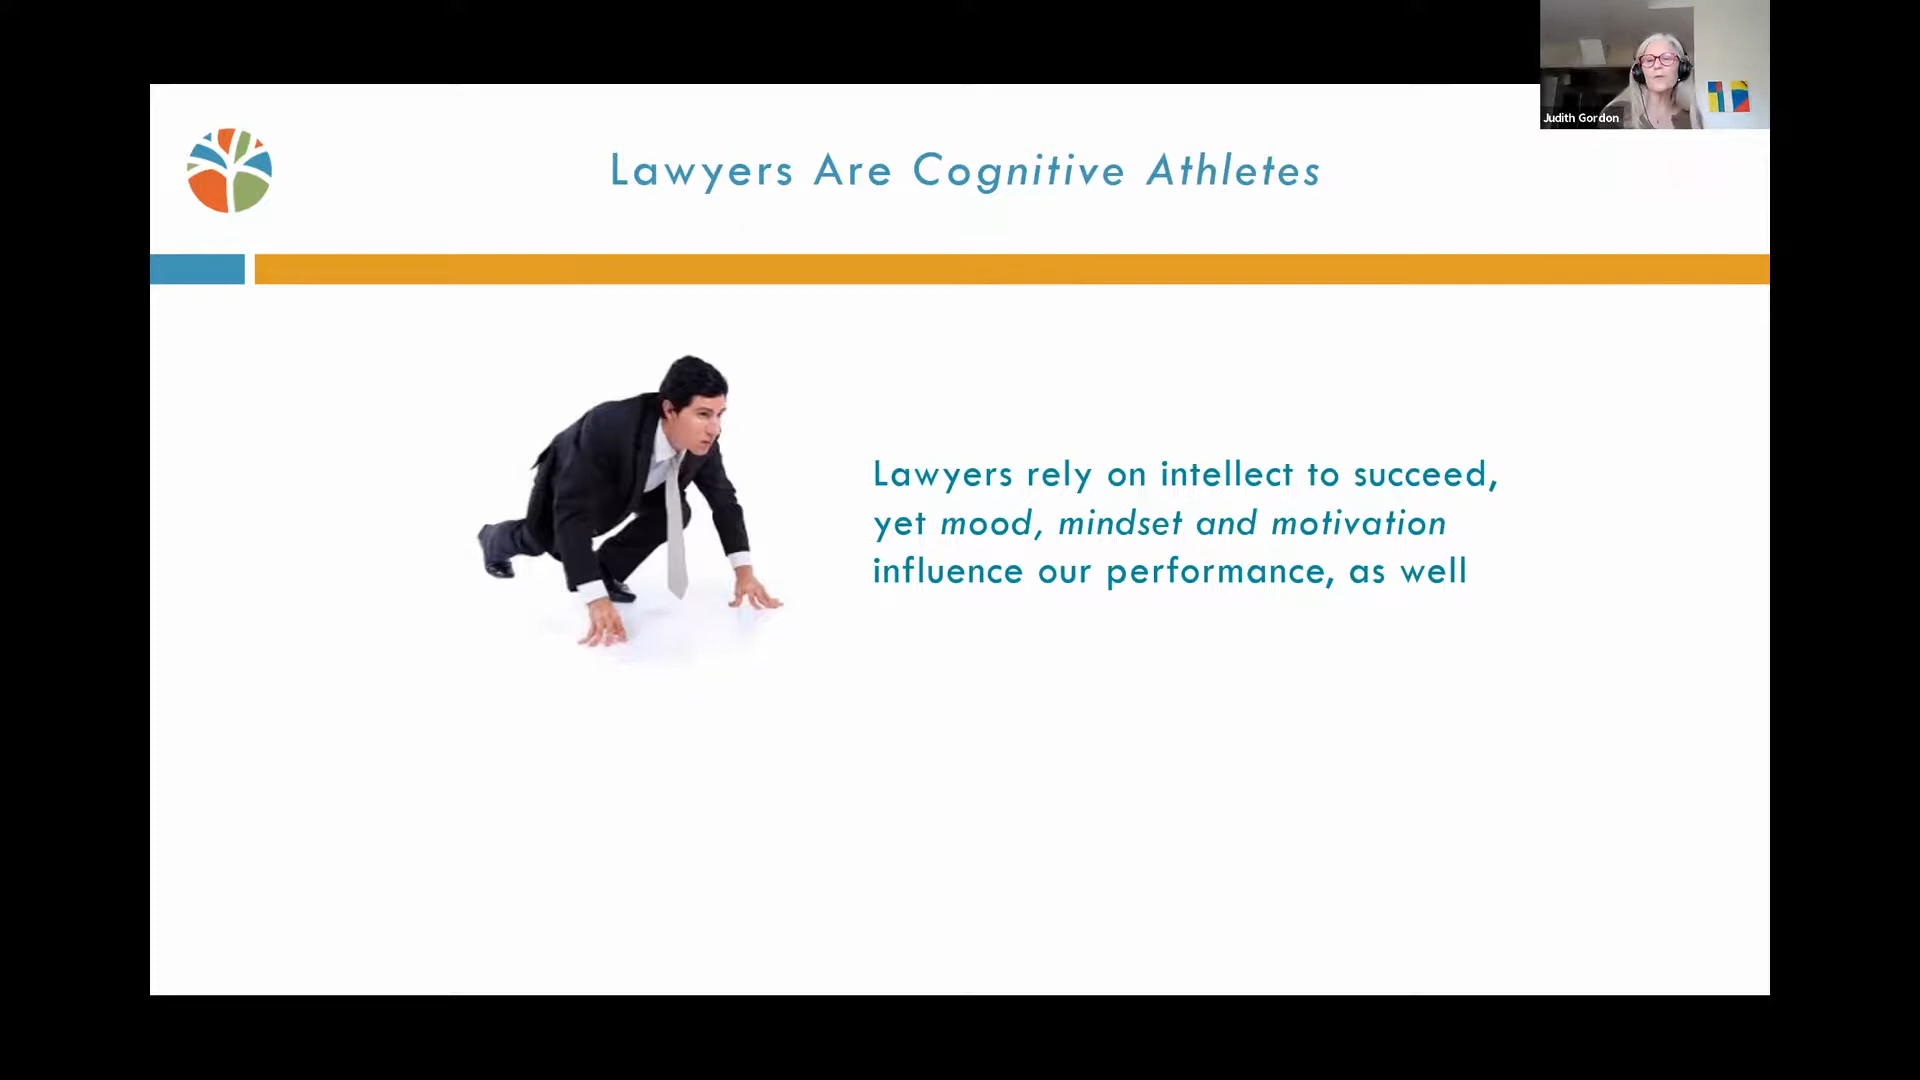 Judith Gordon
Lawyers Are Cognitive Athletes
Lawyers rely on intellect to succeed,
yet mood, mindset and motivation
influence our performance, as well